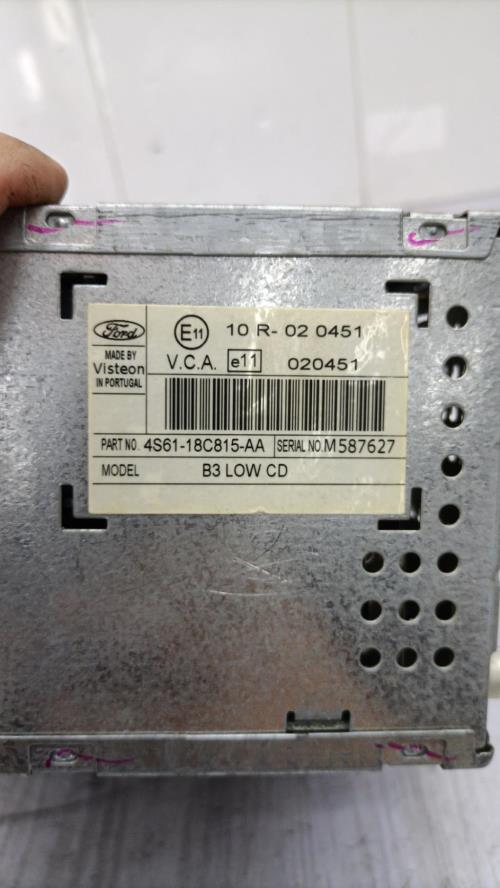 Ford
MADE BY
Visteon
IN PORTUGAL
E11 10 R- 02 0451
V.C.A. e11 020451
PART NO. 4S61-18C815-AA SERIAL NO. M587627
MODEL B3 LOW CD